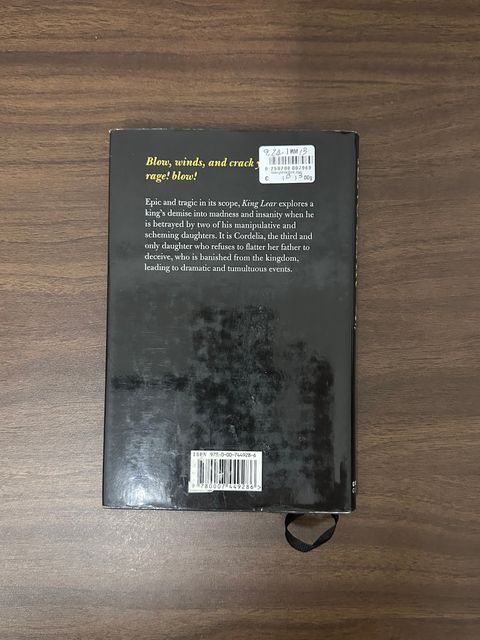 Blow, winds, and crack y
rage! blow!
Epic and tragic in its scope, King Lear explores a
king's demise into madness and insanity when he
is betrayed by two of his manipulative and
scheming daughters. It is Cordelia, the third and
only daughter who refuses to flatter her father to
deceive, who is banished from the kingdom,
leading to dramatic and tumultuous events.
ISBN 978-0-00-744928-6
9 780007 449286